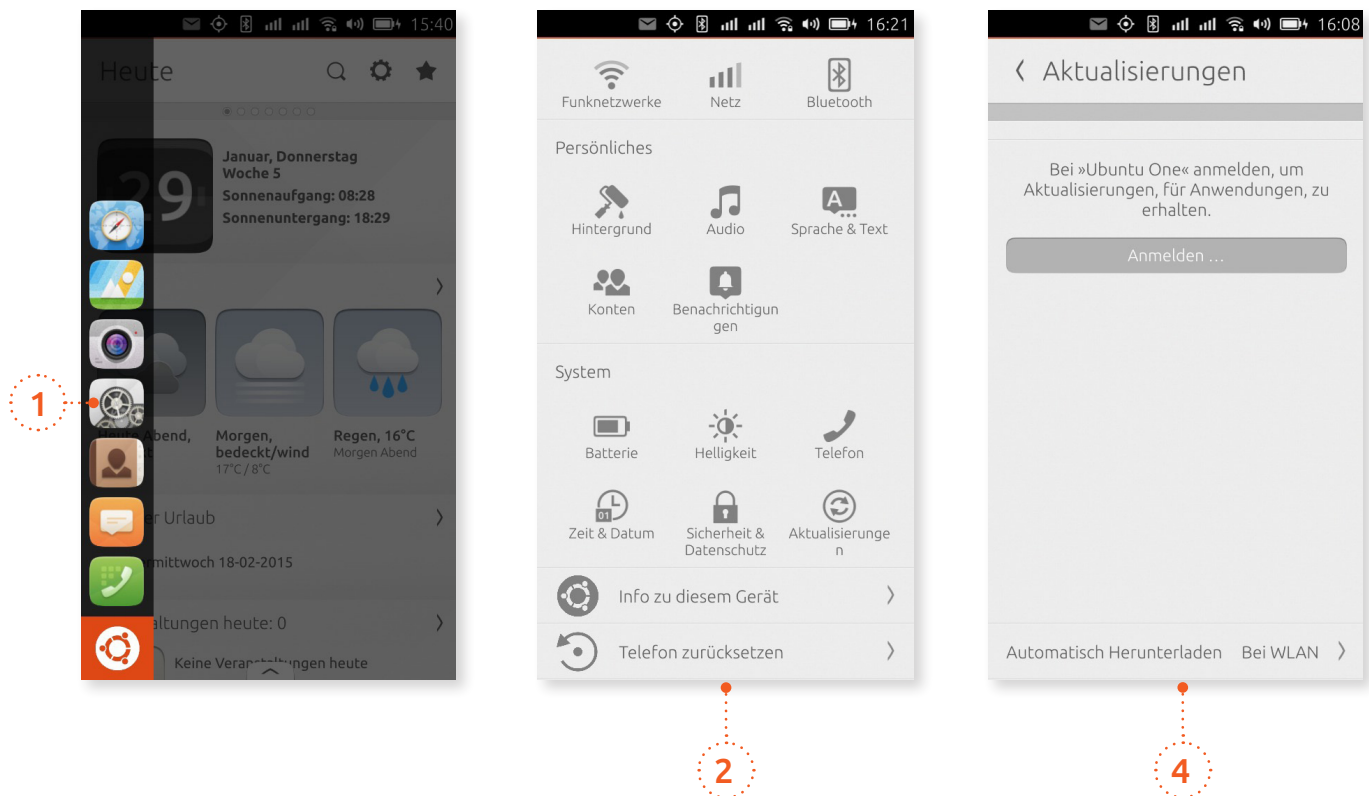 15:40
Heute
29
Januar, Donnerstag
Woche 5
Sonnenaufgang: 08:28
Sonnenuntergang: 18:29
Heute Abend,
Morgen,
bedeckt/wind
17°C / 8°C
Regen, 16°C
Morgen Abend
er Urlaub
mittwoch 18-02-2015
altungen heute: 0
Keine Veranstaltungen heute
1
16:21
Funknetzwerke
Netz
Bluetooth
Persönliches
Hintergrund
Audio
A
Sprache & Text
Konten
Benachrichtigun
gen
System
Batterie
Helligkeit
Telefon
01
Zeit & Datum
Sicherheit &
Datenschutz
Aktualisierunge
n
Info zu diesem Gerät
Telefon zurücksetzen
2
16:08
Aktualisierungen
Bei »Ubuntu One« anmelden, um
Aktualisierungen, für Anwendungen, zu
erhalten.
Anmelden ...
Automatisch Herunterladen Bei WLAN
4